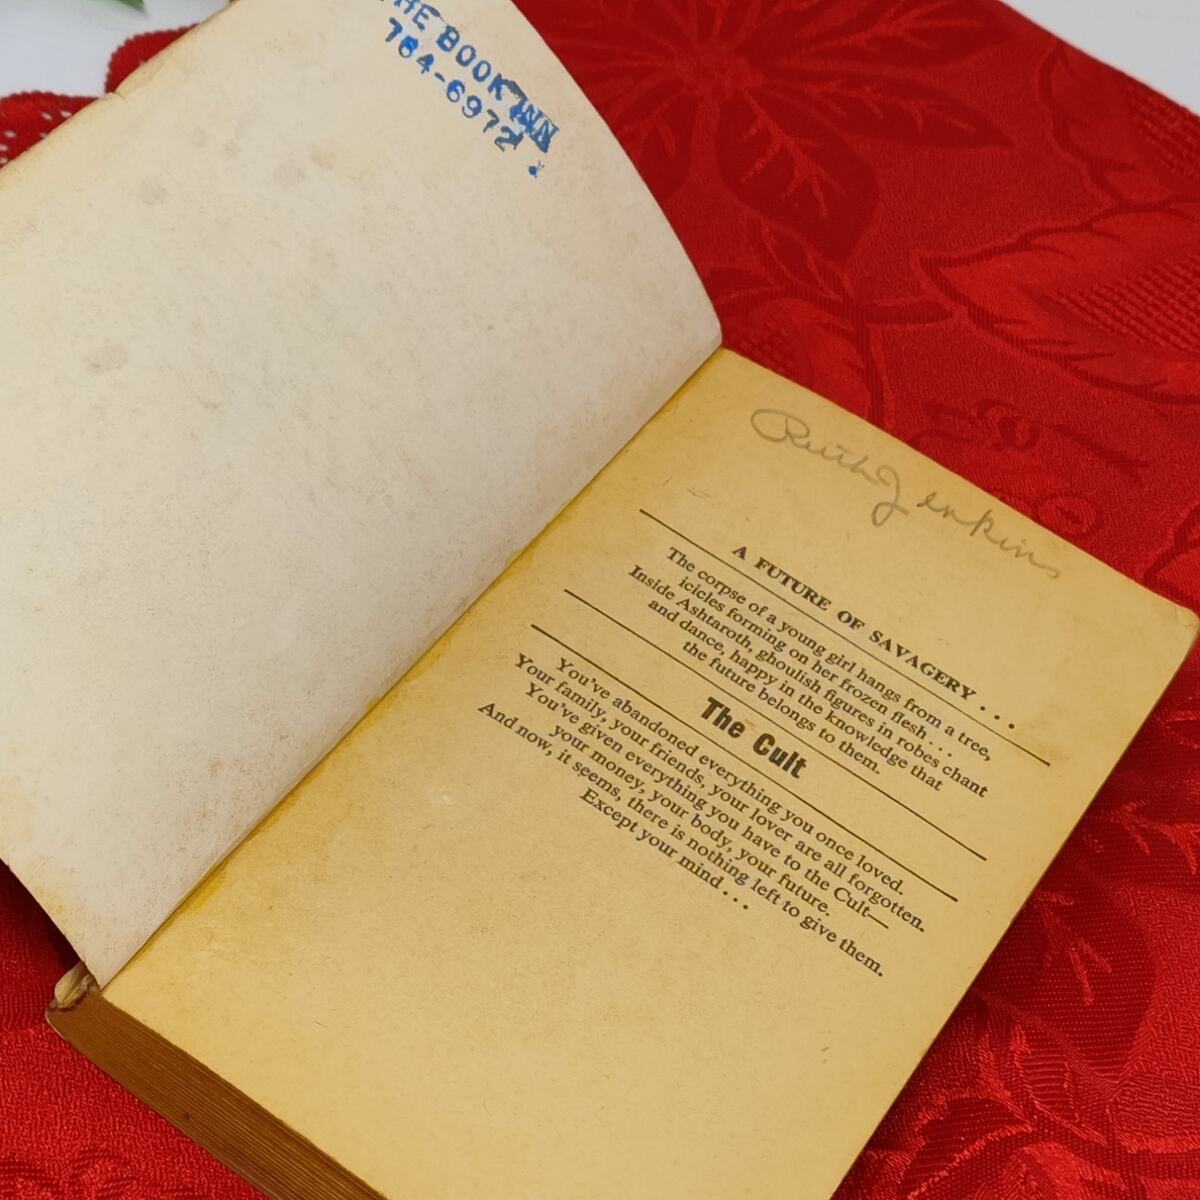 THE BOOK INN
784-6972
Ruth Jenkins
A FUTURE OF SAVAGERY . . .
The corpse of a young girl hangs from a tree,
icicles forming on her frozen flesh . . .
Inside Ashtaroth, ghoulish figures in robes chant
and dance, happy in the knowledge that
the future belongs to them.
The Cult
You've abandoned everything you once loved.
Your family, your friends, your lover are all forgotten.
You've given everything you have to the Cult—
your money, your body, your future.
And now, it seems, there is nothing left to give them.
Except your mind . . .